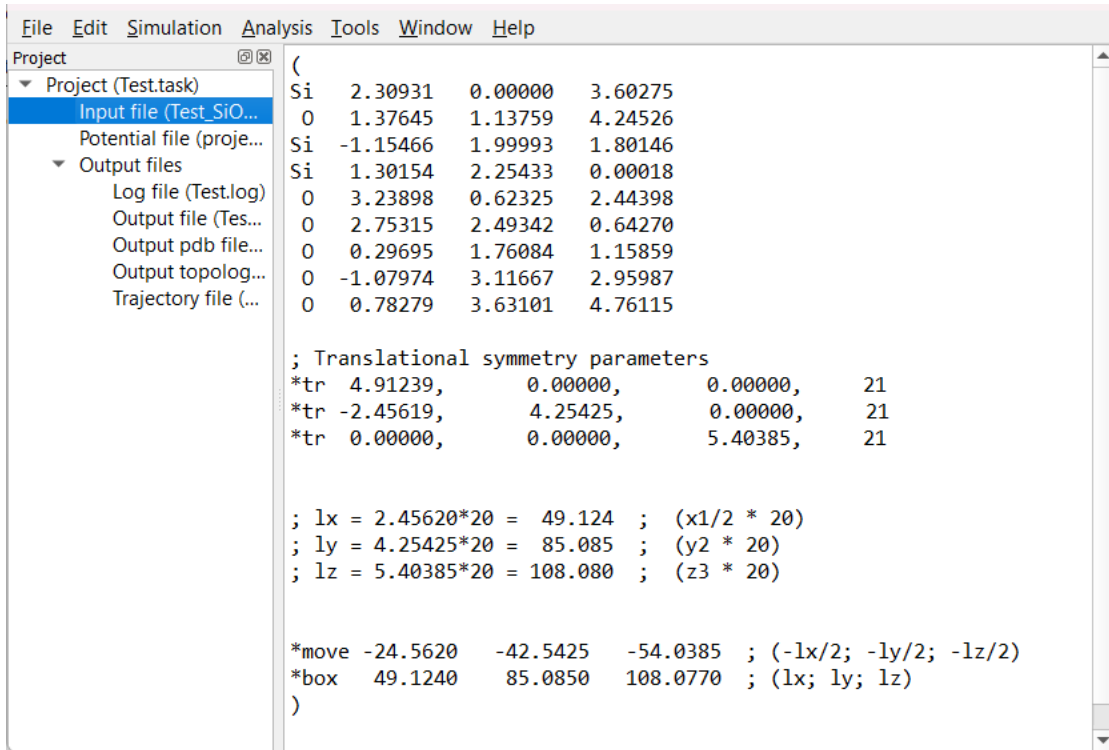 File Edit Simulation Analysis Tools Window Help
Project
Project (Test.task)
Input file (Test_SiO...
Potential file (proje...
Output files
Log file (Test.log)
Output file (Tes...
Output pdb file...
Output topolog...
Trajectory file (...
(
Si 2.30931 0.00000 3.60275
O 1.37645 1.13759 4.24526
Si -1.15466 1.99993 1.80146
Si 1.30154 2.25433 0.00018
O 3.23898 0.62325 2.44398
O 2.75315 2.49342 0.64270
O 0.29695 1.76084 1.15859
O -1.07974 3.11667 2.95987
O 0.78279 3.63101 4.76115
; Translational symmetry parameters
*tr 4.91239, 0.00000, 0.00000, 21
*tr -2.45619, 4.25425, 0.00000, 21
*tr 0.00000, 0.00000, 5.40385, 21
; lx = 2.45620*20 = 49.124 ; (x1/2 * 20)
; ly = 4.25425*20 = 85.085 ; (y2 * 20)
; lz = 5.40385*20 = 108.080 ; (z3 * 20)
*move -24.5620 -42.5425 -54.0385 ; (-lx/2; -ly/2; -lz/2)
*box 49.1240 85.0850 108.0770 ; (lx; ly; lz)
)